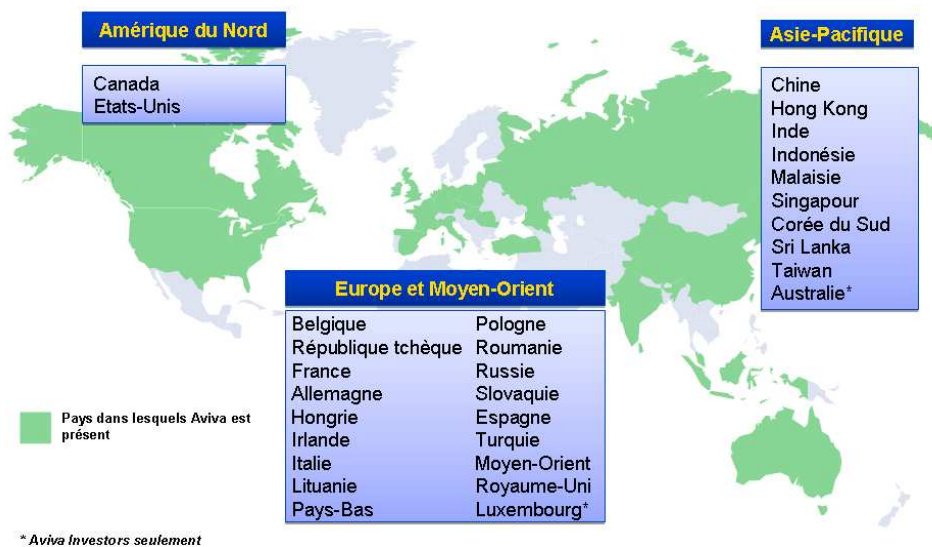 Amérique du Nord
Canada
Etats-Unis
Asie-Pacifique
Chine
Hong Kong
Inde
Indonésie
Malaisie
Singapour
Corée du Sud
Sri Lanka
Taiwan
Australie*
Europe et Moyen-Orient
Belgique
République tchèque
France
Allemagne
Hongrie
Irlande
Italie
Lituanie
Pays-Bas
Pologne
Roumanie
Russie
Slovaquie
Espagne
Turquie
Moyen-Orient
Royaume-Uni
Luxembourg*
Pays dans lesquels Aviva est
présent
* Aviva Investors seulement